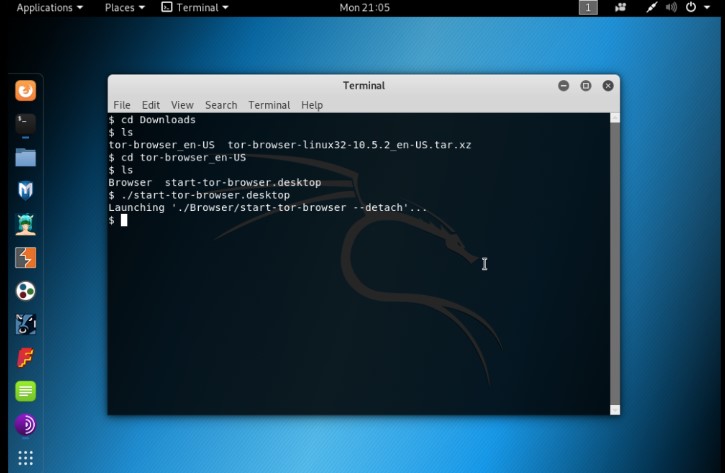 Applications Places Terminal Mon 21:05 1
Terminal
File Edit View Search Terminal Help
$ cd Downloads
$ ls
tor-browser_en-US  tor-browser-linux32-10.5.2_en-US.tar.xz
$ cd tor-browser_en-US
$ ls
Browser  start-tor-browser.desktop
$ ./start-tor-browser.desktop
Launching './Browser/start-tor-browser --detach'...
$